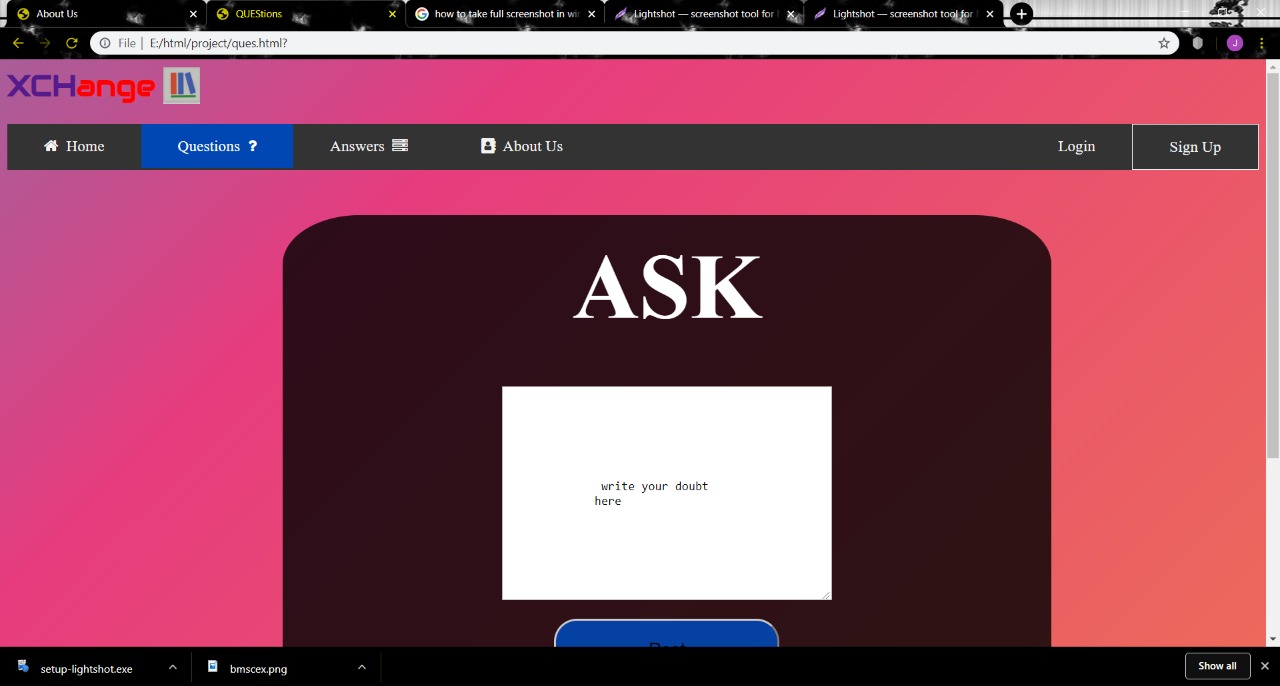 About Us
QUEStions
how to take full screenshot in wi
Lightshot — screenshot tool for
Lightshot — screenshot tool for
File | E:/html/project/ques.html?
J
XCHange
Home
Questions ?
Answers
About Us
Login
Sign Up
ASK
write your doubt
here
Post
setup-lightshot.exe
bmscex.png
Show all